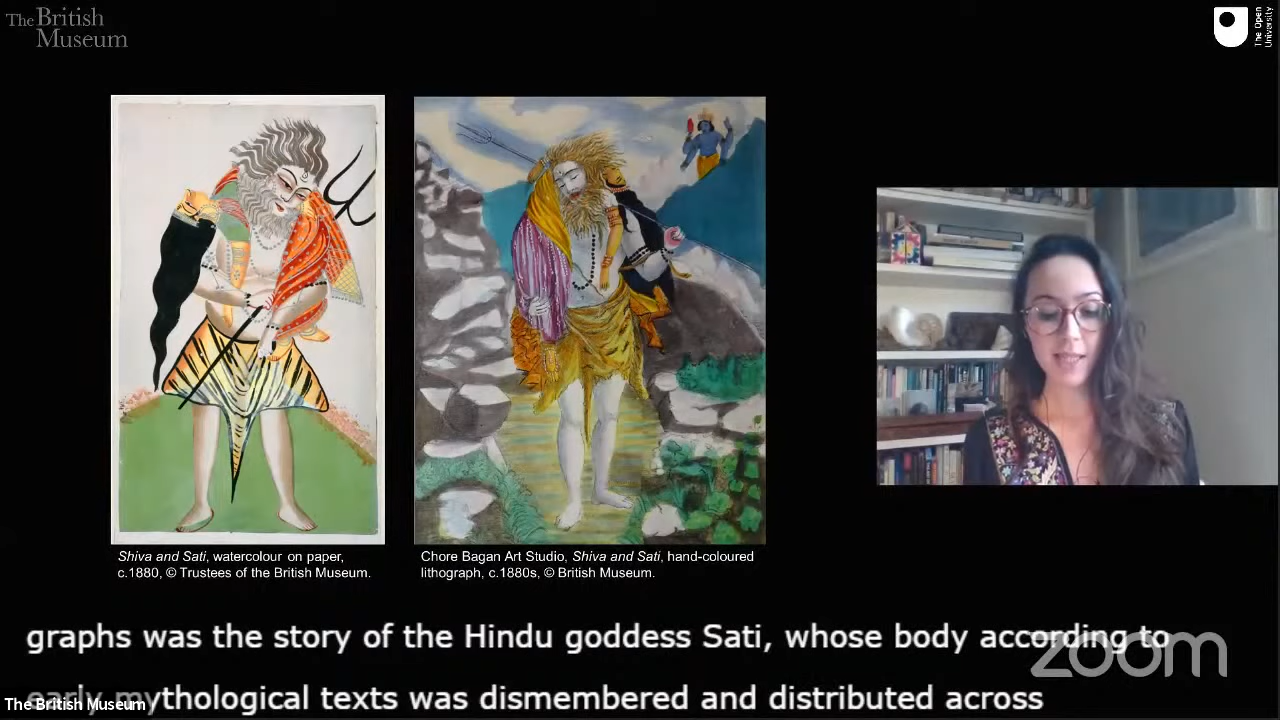 The British
Museum
The Open
University
Shiva and Sati, watercolour on paper,
c.1880, © Trustees of the British Museum.
Chore Bagan Art Studio, Shiva and Sati, hand-coloured
lithograph, c.1880s, © British Museum.
graphs was the story of the Hindu goddess Sati, whose body according to
zoom
early mythological texts was dismembered and distributed across
The British Museum